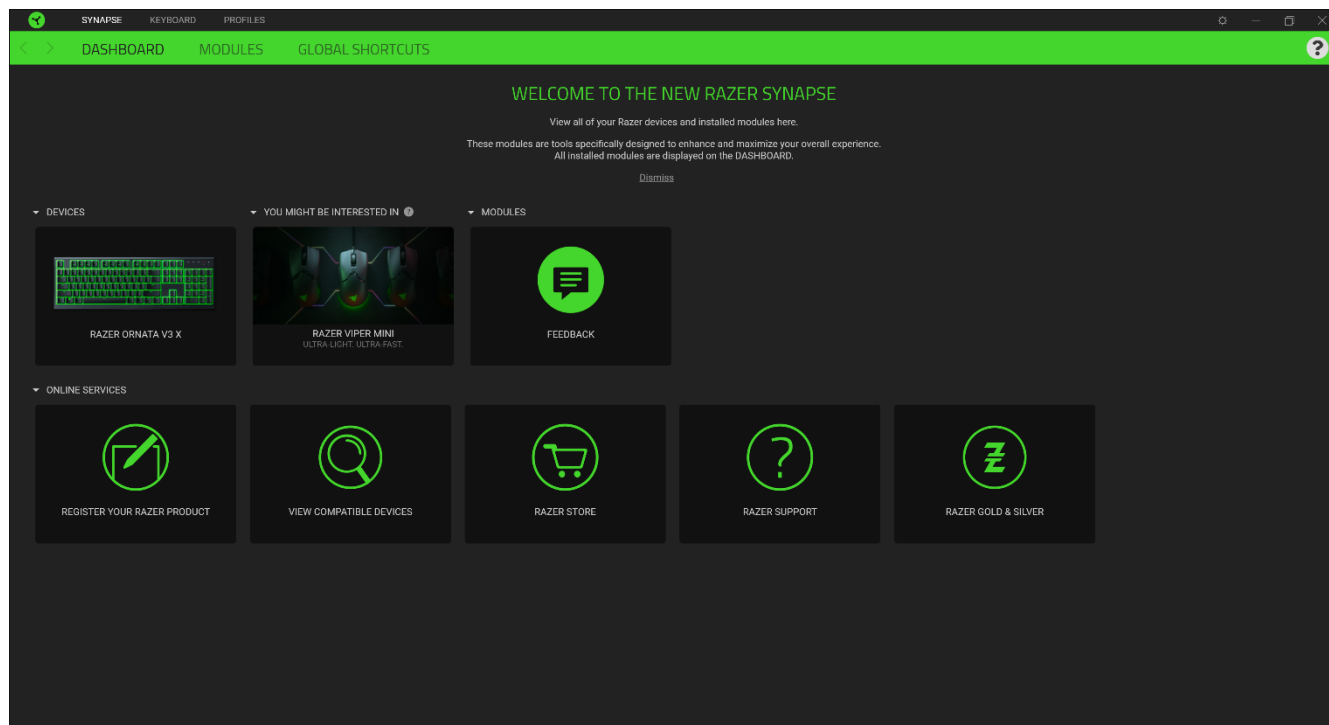 SYNAPSE KEYBOARD PROFILES
DASHBOARD MODULES GLOBAL SHORTCUTS
?
WELCOME TO THE NEW RAZER SYNAPSE
View all of your Razer devices and installed modules here.
These modules are tools specifically designed to enhance and maximize your overall experience.
All installed modules are displayed on the DASHBOARD.
Dismiss
DEVICES
YOU MIGHT BE INTERESTED IN ?
MODULES
RAZER ORNATA V3 X
RAZER VIPER MINI
ULTRA-LIGHT. ULTRA-FAST.
FEEDBACK
ONLINE SERVICES
REGISTER YOUR RAZER PRODUCT
VIEW COMPATIBLE DEVICES
RAZER STORE
?
RAZER SUPPORT
RAZER GOLD & SILVER